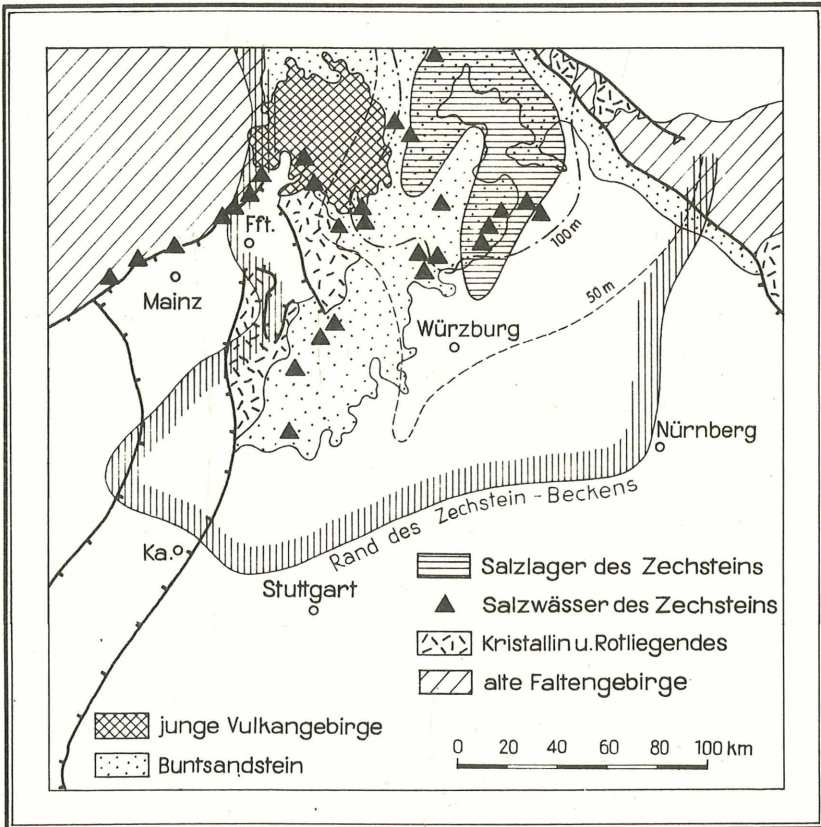 Fft.
Mainz
100 m
50 m
Würzburg
Nürnberg
Rand des Zechstein-Beckens
Ka.
Stuttgart
Salzlager des Zechsteins
Salzwässer des Zechsteins
Kristallin u. Rotliegendes
alte Faltengebirge
junge Vulkangebirge
Buntsandstein
0 20 40 60 80 100 km